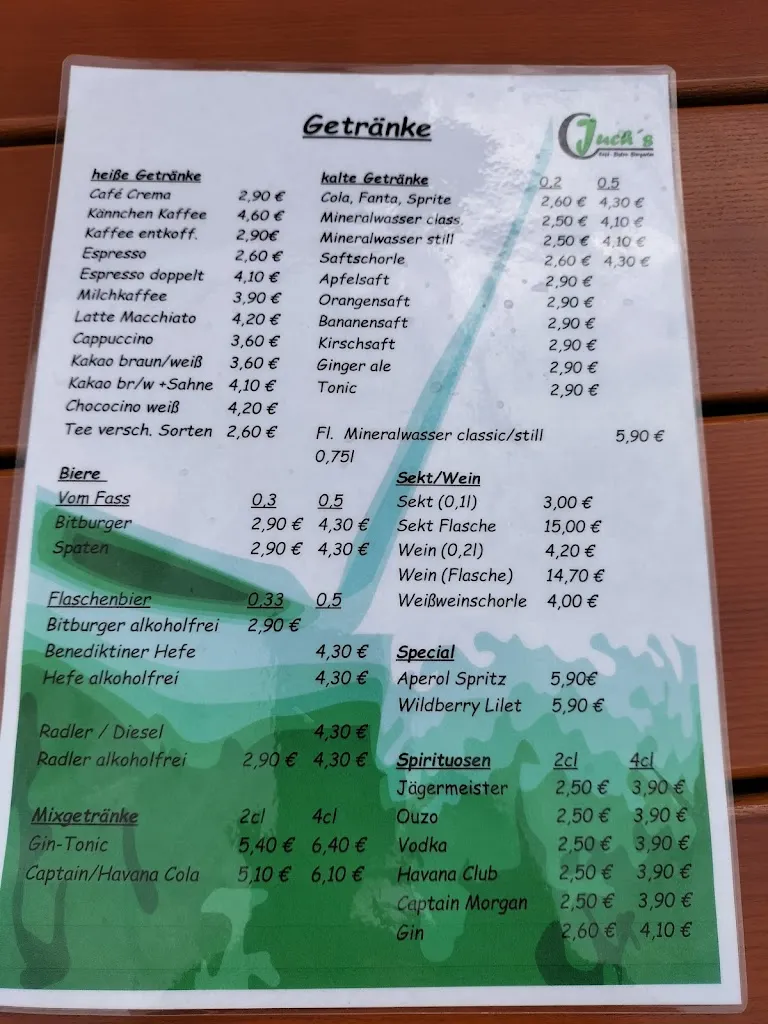 Getränke
Juch´s
heiße Getränke
Café Crema 2,90 €
Kännchen Kaffee 4,60 €
Kaffee entkoff. 2,90€
Espresso 2,60 €
Espresso doppelt 4,10 €
Milchkaffee 3,90 €
Latte Macchiato 4,20 €
Cappuccino 3,60 €
Kakao braun/weiß 3,60 €
Kakao br/w +Sahne 4,10 €
Chococino weiß 4,20 €
Tee versch. Sorten 2,60 €
kalte Getränke 0,2 0,5
Cola, Fanta, Sprite 2,60 € 4,30 €
Mineralwasser class. 2,50 € 4,10 €
Mineralwasser still 2,50 € 4,10 €
Saftschorle 2,60 € 4,30 €
Apfelsaft 2,90 €
Orangensaft 2,90 €
Bananensaft 2,90 €
Kirschsaft 2,90 €
Ginger ale 2,90 €
Tonic 2,90 €
Fl. Mineralwasser classic/still 5,90 €
0,75l
Biere
Vom Fass 0,3 0,5
Bitburger 2,90 € 4,30 €
Spaten 2,90 € 4,30 €
Flaschenbier 0,33 0,5
Bitburger alkoholfrei 2,90 €
Benediktiner Hefe 4,30 €
Hefe alkoholfrei 4,30 €
Radler / Diesel 4,30 €
Radler alkoholfrei 2,90 € 4,30 €
Mixgetränke 2cl 4cl
Gin-Tonic 5,40 € 6,40 €
Captain/Havana Cola 5,10 € 6,10 €
Sekt/Wein
Sekt (0,1l) 3,00 €
Sekt Flasche 15,00 €
Wein (0,2l) 4,20 €
Wein (Flasche) 14,70 €
Weißweinschorle 4,00 €
Special
Aperol Spritz 5,90€
Wildberry Lilet 5,90 €
Spirituosen 2cl 4cl
Jägermeister 2,50 € 3,90 €
Ouzo 2,50 € 3,90 €
Vodka 2,50 € 3,90 €
Havana Club 2,50 € 3,90 €
Captain Morgan 2,50 € 3,90 €
Gin 2,60 € 4,10 €